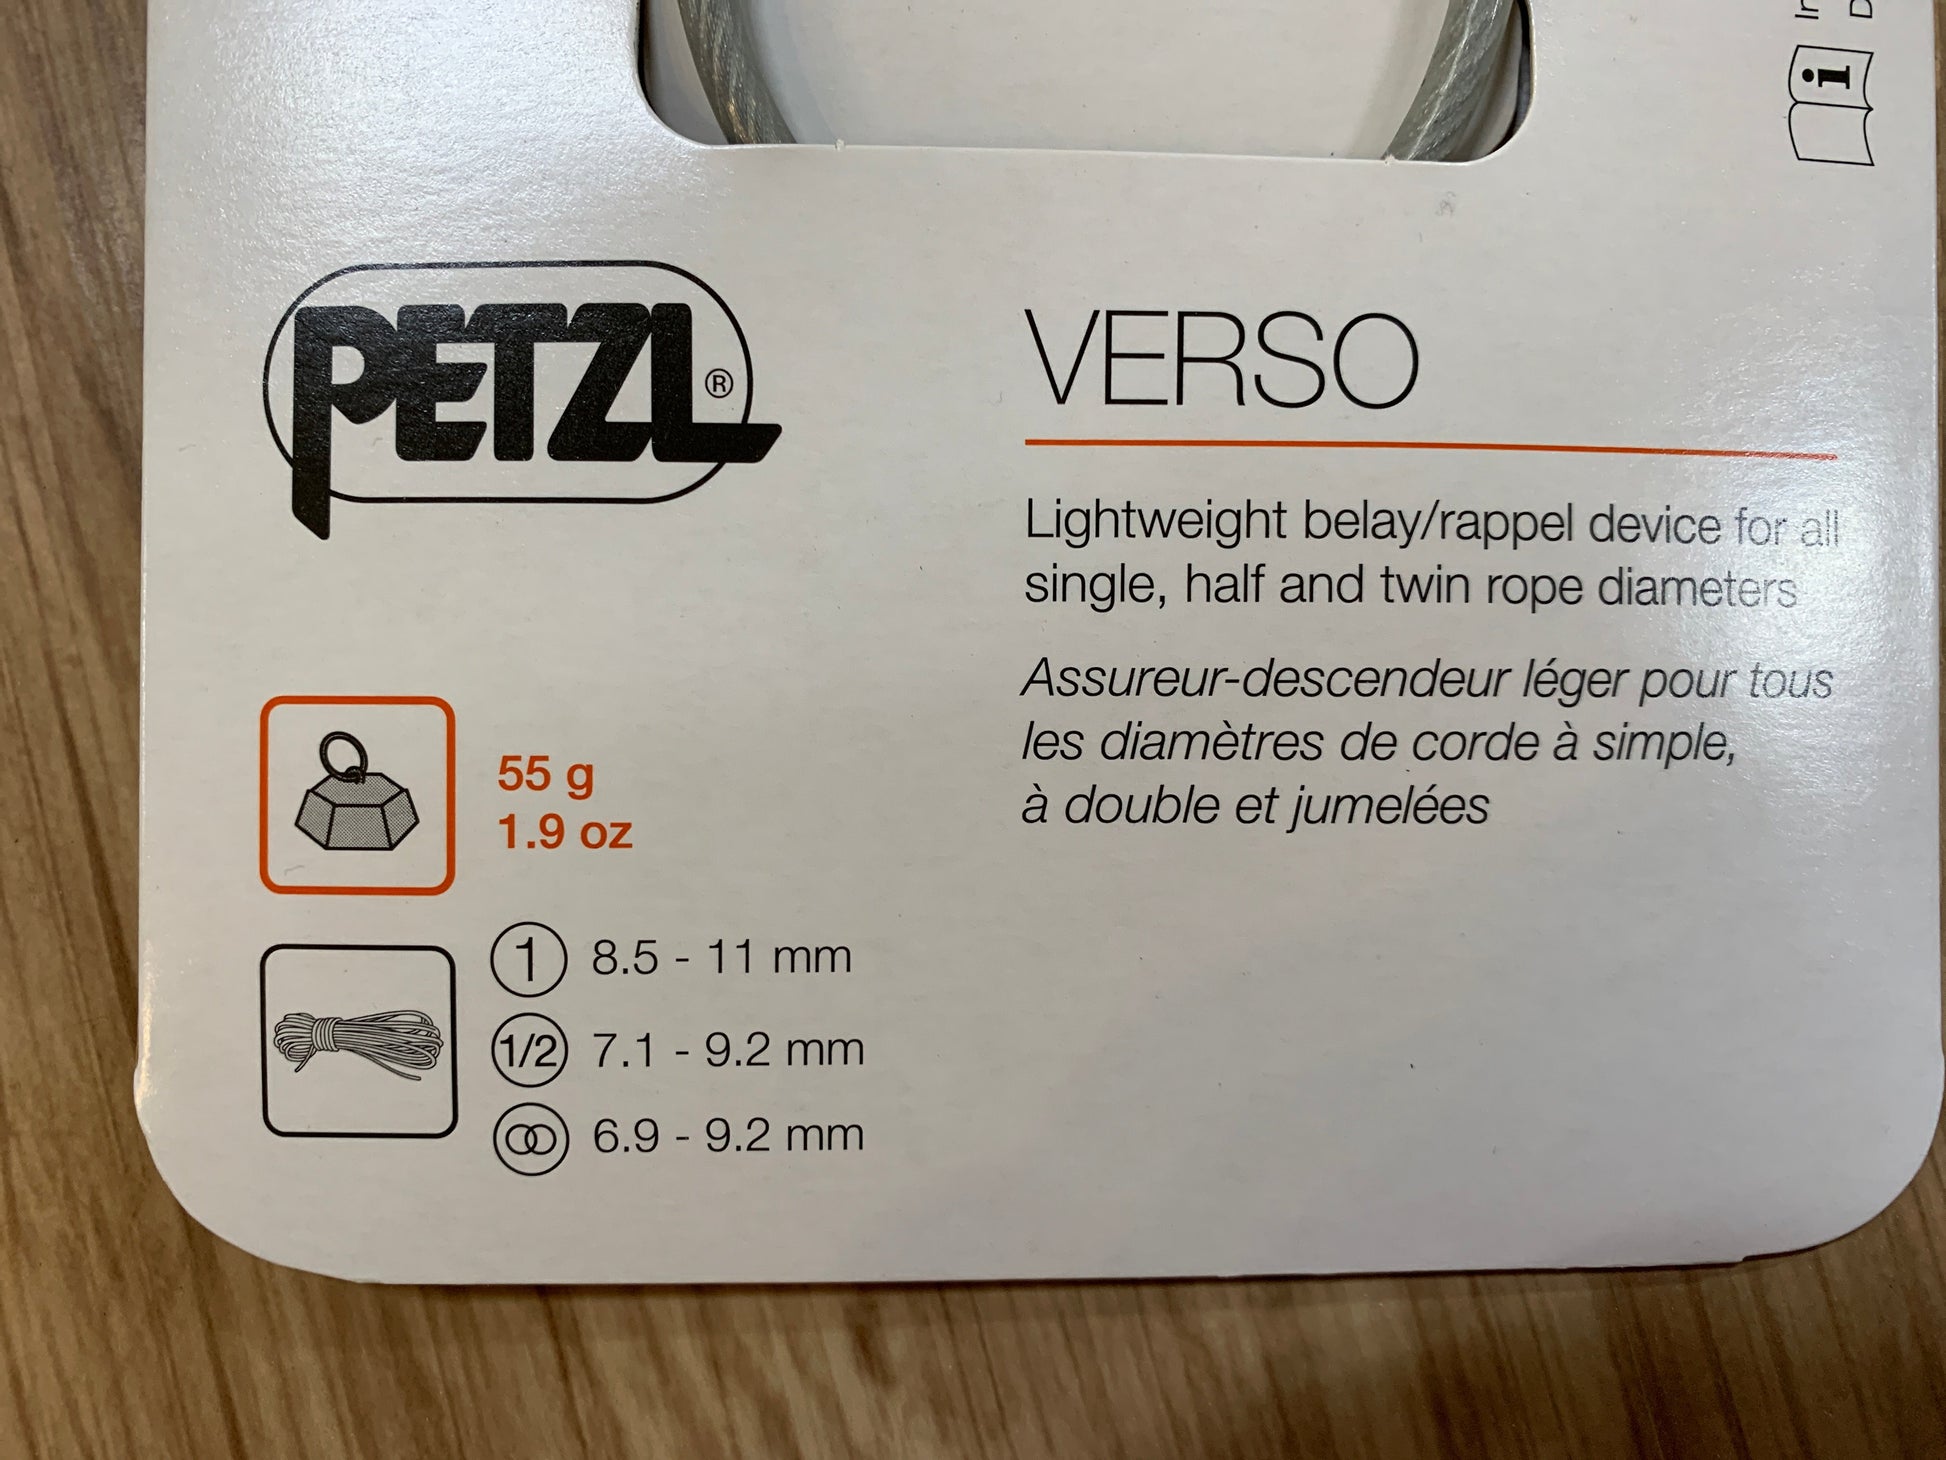 PETZL®
VERSO
Lightweight belay/rappel device for all
single, half and twin rope diameters
Assureur-descendeur léger pour tous
les diamètres de corde à simple,
à double et jumelées
55 g
1.9 oz
1 8.5 - 11 mm
1/2 7.1 - 9.2 mm
6.9 - 9.2 mm
i